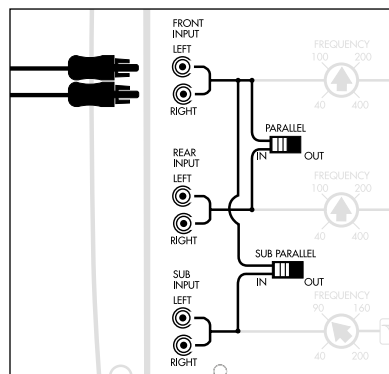 FRONT
INPUT
LEFT
RIGHT
FREQUENCY
100 200
40 400
PARALLEL
IN OUT
REAR
INPUT
LEFT
RIGHT
FREQUENCY
100 200
40 400
SUB PARALLEL
IN OUT
SUB
INPUT
LEFT
RIGHT
FREQUENCY
90 160
40 200